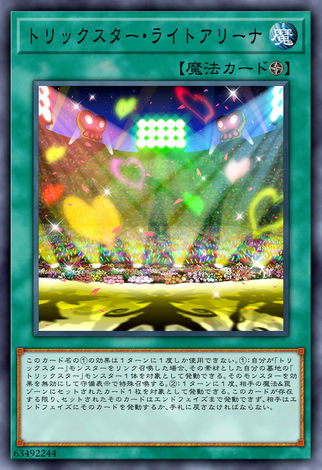 トリックスター・ライトアリーナ
魔
【魔法カード】
このカード名の①の効果は1ターンに1度しか使用できない。①:自分が「トリ
ックスター」モンスターをリンク召喚した場合、その素材とした自分の墓地の
「トリックスター」モンスター1体を対象として発動できる。そのモンスターを効
果を無効にして守備表示で特殊召喚する。②:1ターンに1度、相手の魔法&罠
ゾーンにセットされたカード1枚を対象として発動できる。このカードが存在
する限り、セットされたそのカードはエンドフェイズまで発動できず、相手はエ
ンドフェイズにそのカードを発動するか、手札に戻さなければならない。
63492244